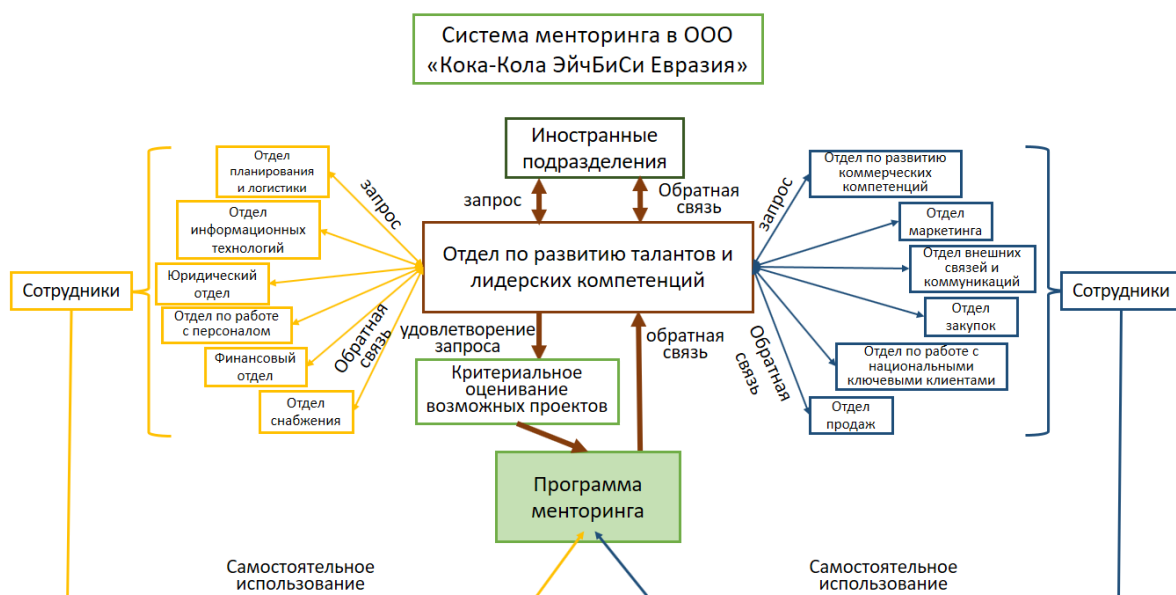 Система менторинга в ООО
«Кока-Кола ЭйчБиСи Евразия»
Иностранные
подразделения
запрос
Обратная
связь
Отдел по развитию талантов и
лидерских компетенций
Сотрудники
Отдел
планирования
и логистики
Отдел
информационных
технологий
Юридический
отдел
Отдел по работе
с персоналом
Финансовый
отдел
Отдел
снабжения
запрос
Обратная
связь
удовлетворение
запроса
обратная
связь
Критериальное
оценивание
возможных проектов
Программа
менторинга
запрос
Обратная
связь
Отдел по развитию
коммерческих
компетенций
Отдел
маркетинга
Отдел внешних
связей и
коммуникаций
Отдел
закупок
Отдел по работе с
национальными
ключевыми клиентами
Отдел
продаж
Сотрудники
Самостоятельное
использование
Самостоятельное
использование